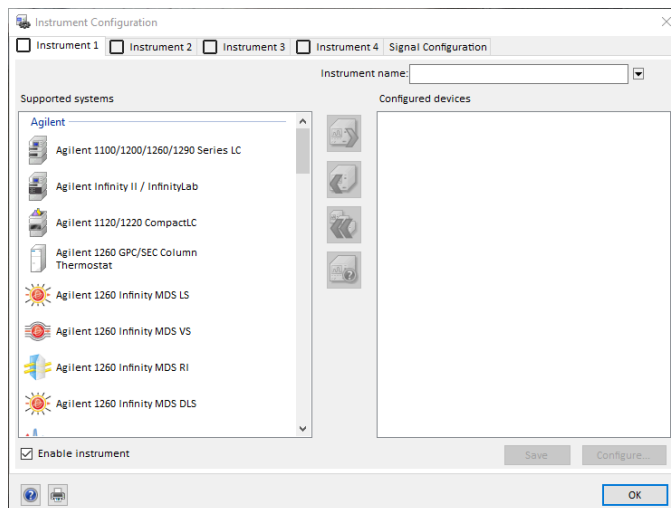 Instrument Configuration
Instrument 1 Instrument 2 Instrument 3 Instrument 4 Signal Configuration
Instrument name:
Supported systems
Configured devices
Agilent
Agilent 1100/1200/1260/1290 Series LC
Agilent Infinity II / InfinityLab
Agilent 1120/1220 CompactLC
Agilent 1260 GPC/SEC Column
Thermostat
Agilent 1260 Infinity MDS LS
Agilent 1260 Infinity MDS VS
Agilent 1260 Infinity MDS RI
Agilent 1260 Infinity MDS DLS
Enable instrument
Save
Configure...
OK